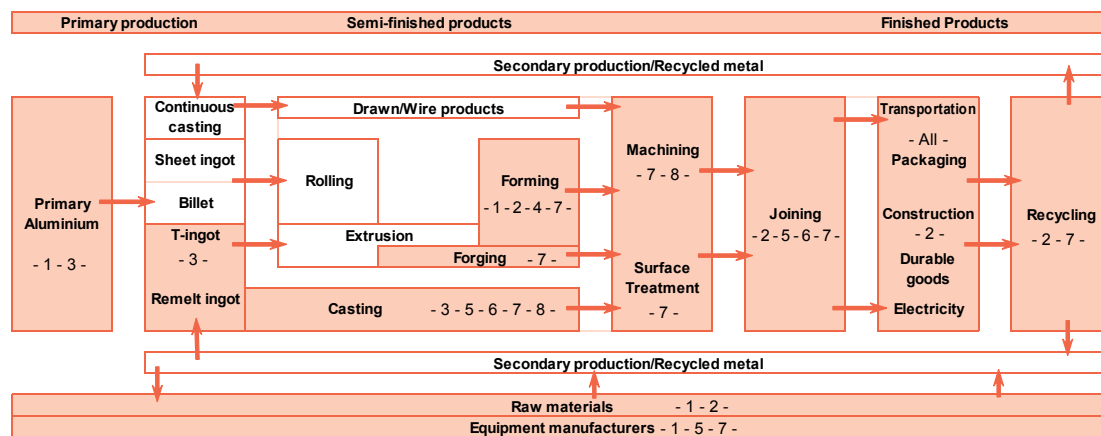 Primary production
Semi-finished products
Finished Products
Secondary production/Recycled metal
Continuous
casting
Sheet ingot
Billet
T-ingot
- 3 -
Remelt ingot
Primary
Aluminium
- 1 - 3 -
Drawn/Wire products
Rolling
Forming
- 1 - 2 - 4 - 7 -
Extrusion
Forging - 7 -
Casting - 3 - 5 - 6 - 7 - 8 -
Machining
- 7 - 8 -
Surface
Treatment
- 7 -
Joining
- 2 - 5 - 6 - 7 -
Transportation
- All -
Packaging
Construction
- 2 -
Durable
goods
Electricity
Recycling
- 2 - 7 -
Secondary production/Recycled metal
Raw materials - 1 - 2 -
Equipment manufacturers - 1 - 5 - 7 -